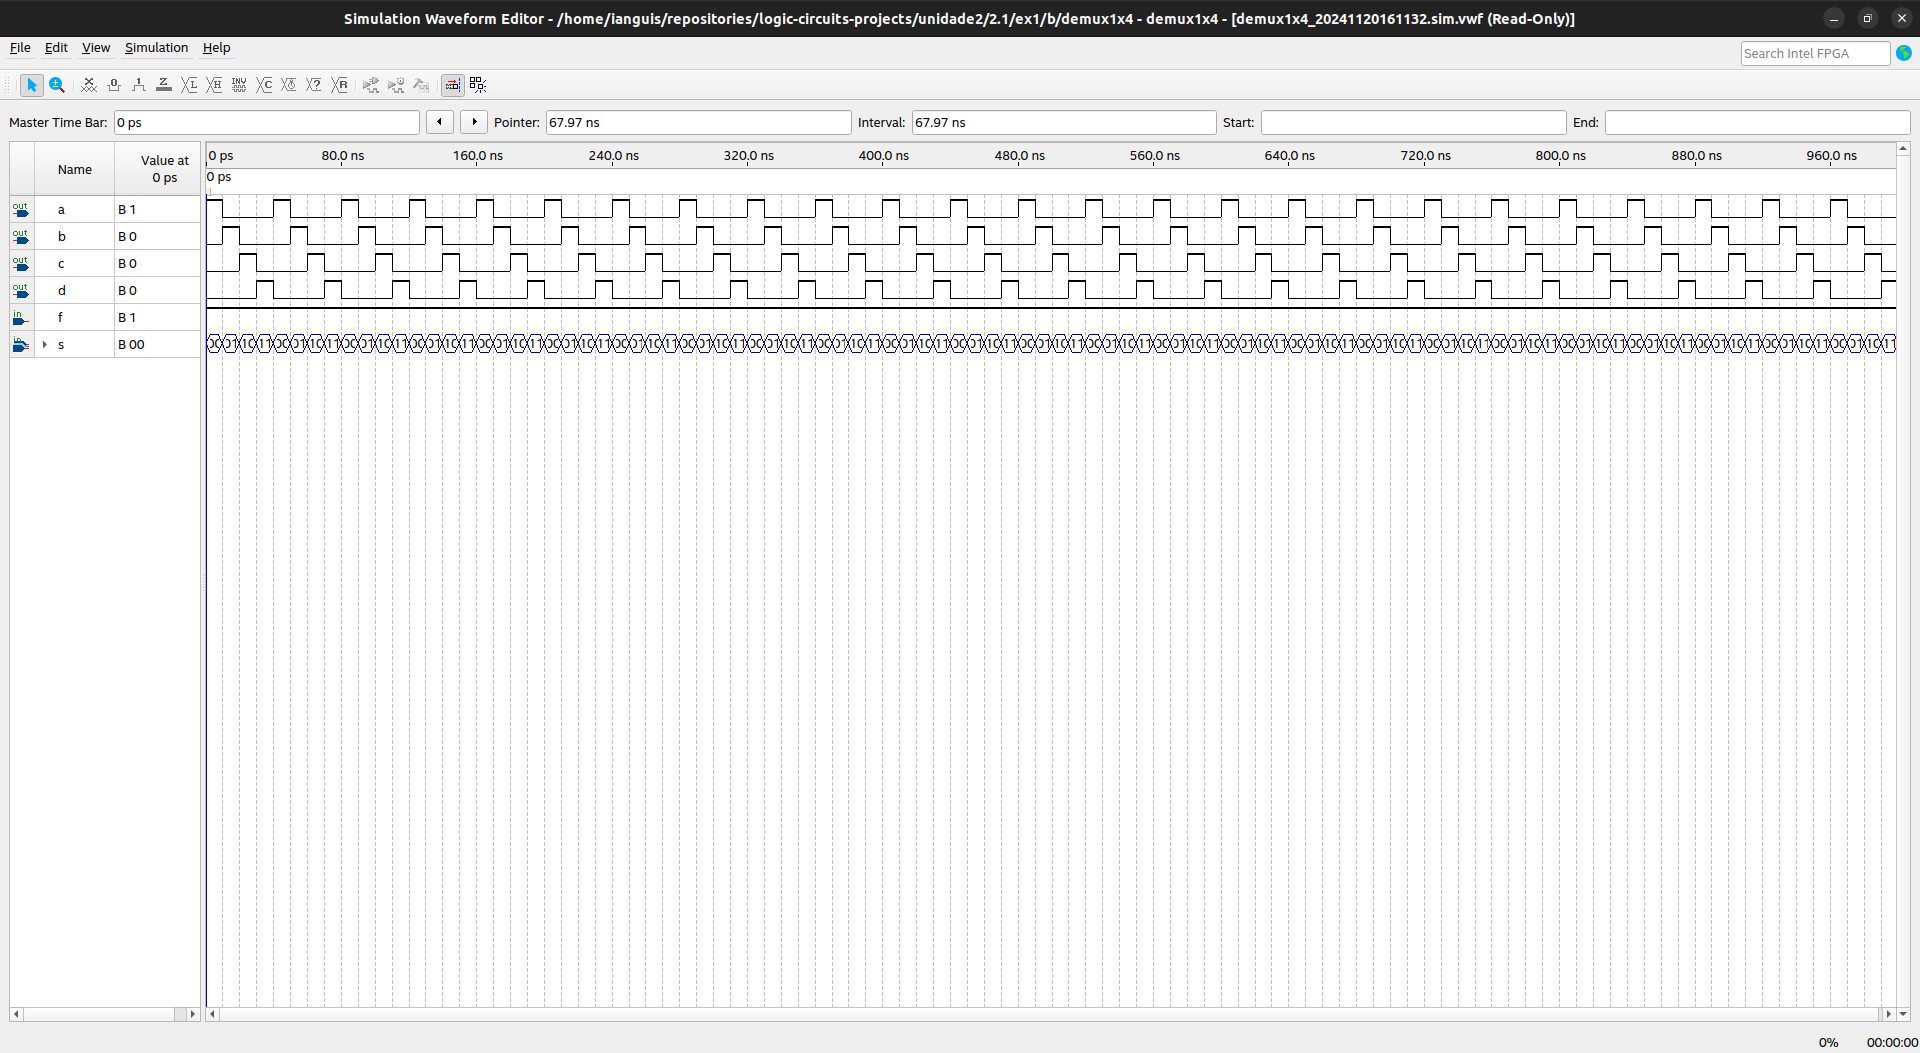 Simulation Waveform Editor - /home/ianguis/repositories/logic-circuits-projects/unidade2/2.1/ex1/b/demux1x4 - demux1x4 - [demux1x4_20241120161132.sim.vwf (Read-Only)]
File Edit View Simulation Help
Search Intel FPGA
Master Time Bar: 0 ps Pointer: 67.97 ns Interval: 67.97 ns Start: End:
Name Value at 0 ps
0 ps 80.0 ns 160.0 ns 240.0 ns 320.0 ns 400.0 ns 480.0 ns 560.0 ns 640.0 ns 720.0 ns 800.0 ns 880.0 ns 960.0 ns
0 ps
out a B 1
out b B 0
out c B 0
out d B 0
in f B 1
s B 00
0% 00:00:00